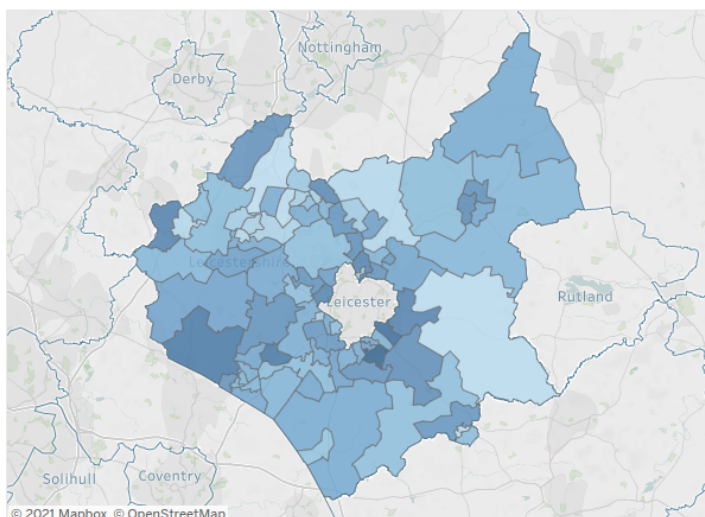 Nottingham
Derby
Leicestershire
Rutland
Leicester
Solihull
Coventry
© 2021 Mapbox © OpenStreetMap